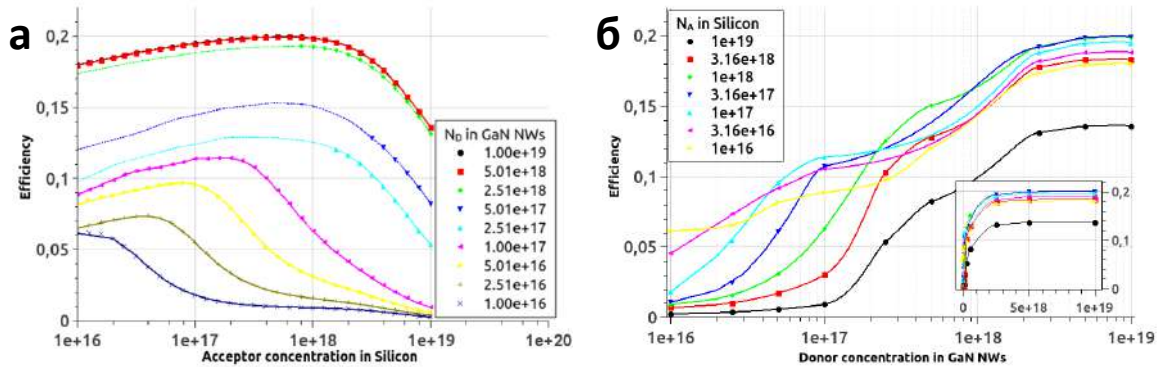 а
0,2
0,15
0,1
0,05
0
Efficiency
1e+16
1e+17
1e+18
1e+19
1e+20
Acceptor concentration in Silicon
N_D in GaN NWs
1.00e+19
5.01e+18
2.51e+18
5.01e+17
2.51e+17
1.00e+17
5.01e+16
2.51e+16
1.00e+16
б
0,2
0,15
0,1
0,05
0
Efficiency
N_A in Silicon
1e+19
3.16e+18
1e+18
3.16e+17
1e+17
3.16e+16
1e+16
0,2
0,1
0
0
5e+18
1e+19
1e+16
1e+17
1e+18
1e+19
Donor concentration in GaN NWs